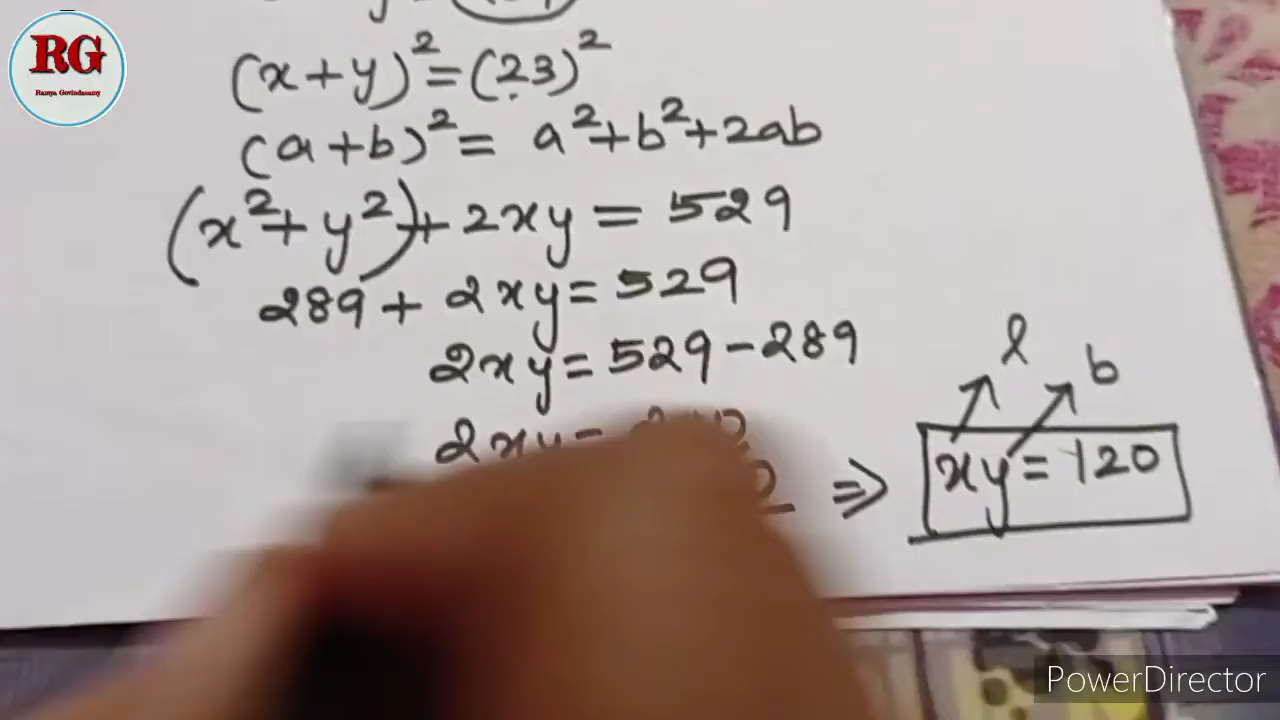 RG
Ramya Govindasamy
(x+y)²=(23)²
(a+b)²= a²+b²+2ab
(x²+y²)+2xy=529
289+2xy=529
2xy=529-289
2xy=
l
b
⇒ xy=120
PowerDirector